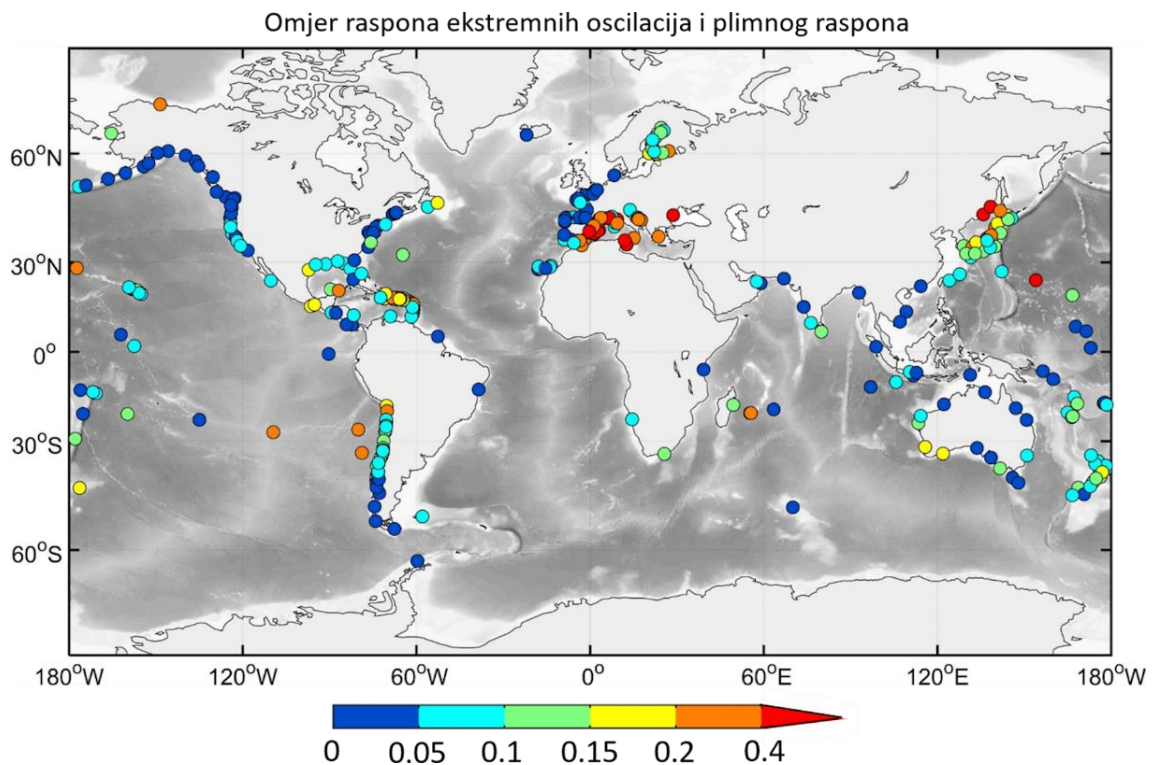 Omjer raspona ekstremnih oscilacija i plimnog raspona
60°N
30°N
0°
30°S
60°S
180°W 120°W 60°W 0° 60°E 120°E 180°W
0 0.05 0.1 0.15 0.2 0.4